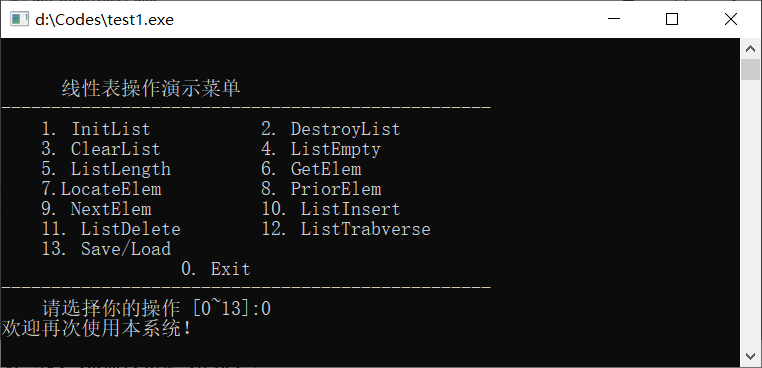 d:\Codes\test1.exe
线性表操作演示菜单
-------------------------------------------------
1. InitList 2. DestroyList
3. ClearList 4. ListEmpty
5. ListLength 6. GetElem
7.LocateElem 8. PriorElem
9. NextElem 10. ListInsert
11. ListDelete 12. ListTrabverse
13. Save/Load
0. Exit
-------------------------------------------------
请选择你的操作 [0~13]:0
欢迎再次使用本系统!